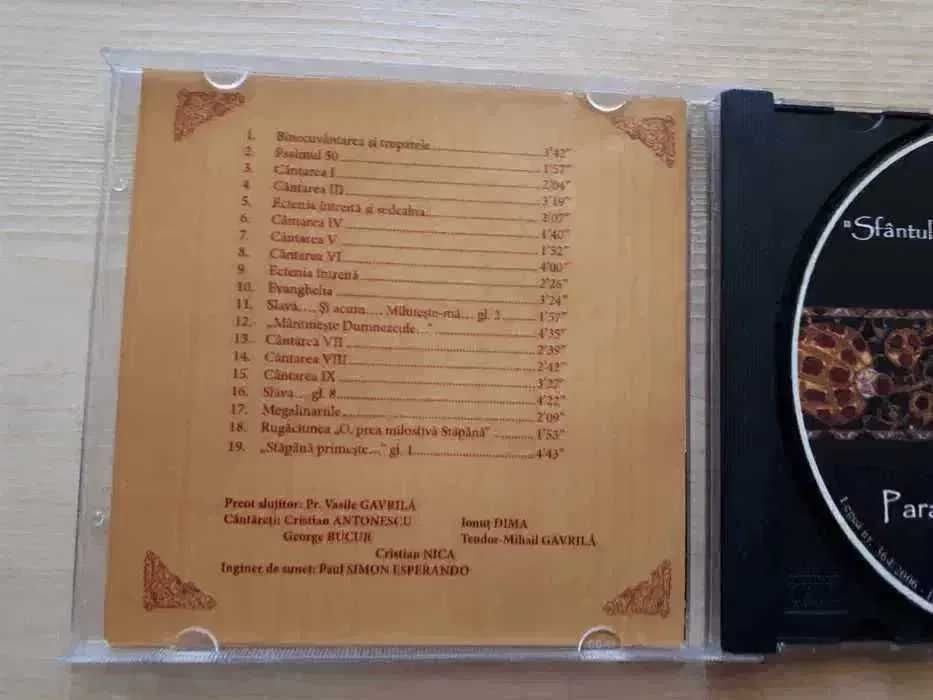 1. Binecuvântarea și troparele 3'42"
2. Psalmul 50 1'57"
3. Cântarea I 2'04"
4. Cântarea III 3'19"
5. Ectenia întreită și sedealna 2'07"
6. Cântarea IV 1'40"
7. Cântarea V 1'52"
8. Cântarea VI 4'00"
9. Ectenia întreită 2'26"
10. Evanghelia 3'24"
11. Slavă... Și acum... Miluiește-mă... gl. 2 1'57"
12. „Mântuiește Dumnezeule..." 4'35"
13. Cântarea VII 2'39"
14. Cântarea VIII 2'42"
15. Cântarea IX 3'27"
16. Slava... gl. 8 4'22"
17. Megalinariile 2'09"
18. Rugăciunea „O, prea milostivă Stăpână" 1'53"
19. „Stăpână primește..." gl. 1 4'43"
Preot slujitor: Pr. Vasile GAVRILĂ
Cântăreți: Cristian ANTONESCU Ionuț DIMA
George BUCUR Teodor-Mihail GAVRILĂ
Cristian NICA
Inginer de sunet: Paul SIMON ESPERANDO
"Sfântul
Para
Legea nr. 364/2006